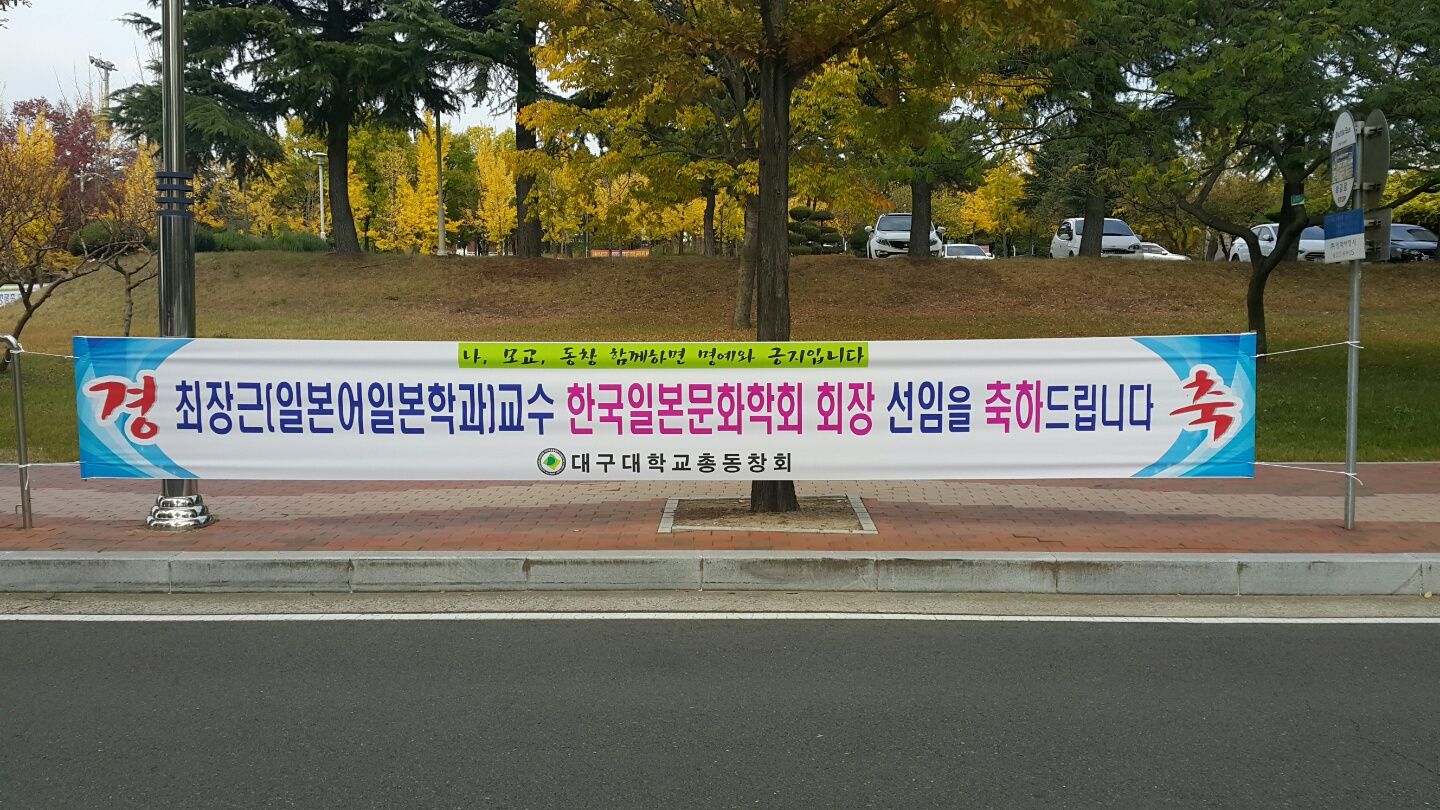 나, 모교, 동창 함께하면 명예와 긍지입니다
경 최장근(일본어일본학과)교수 한국일본문화학회 회장 선임을 축하드립니다 축
대구대학교총동창회